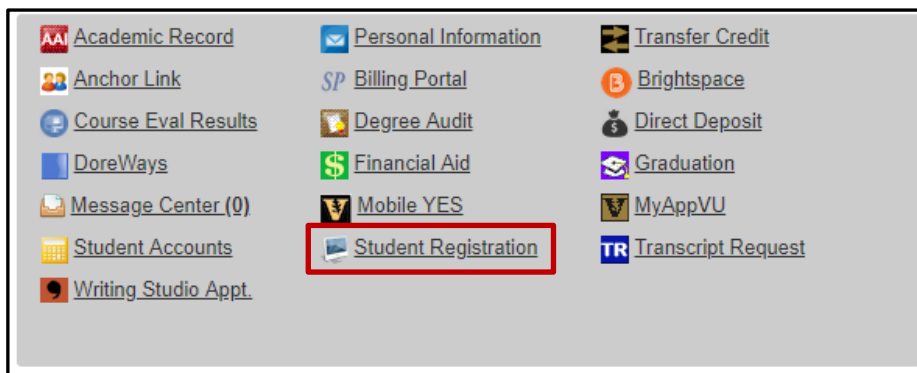 AAI Academic Record Personal Information Transfer Credit
Anchor Link SP Billing Portal B Brightspace
Course Eval Results Degree Audit $ Direct Deposit
DoreWays $ Financial Aid Graduation
Message Center (0) V Mobile YES V MyAppVU
Student Accounts Student Registration TR Transcript Request
Writing Studio Appt.